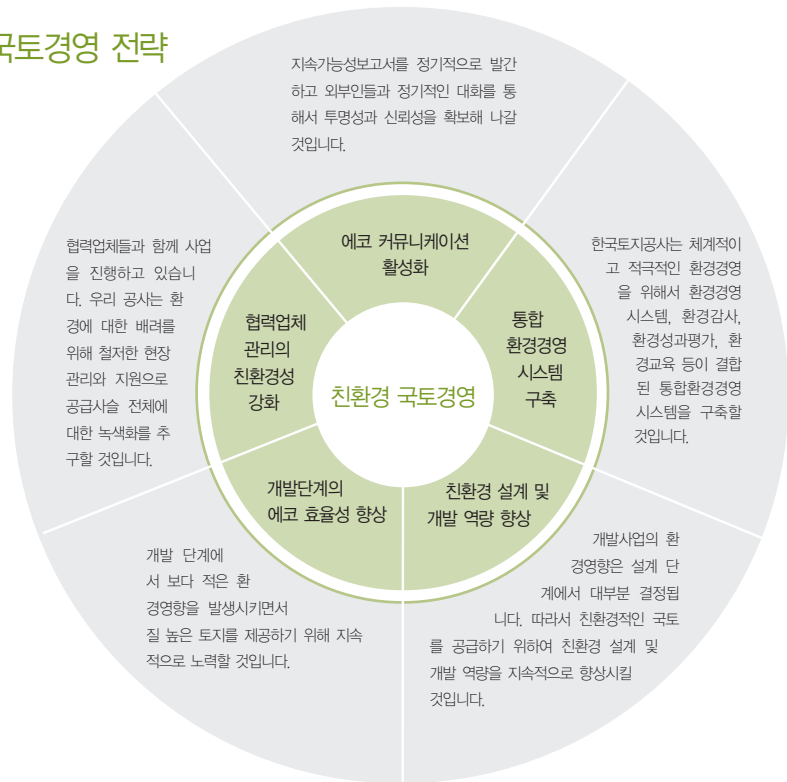 국토경영 전략
지속가능성보고서를 정기적으로 발간
하고 외부인들과 정기적인 대화를 통
해서 투명성과 신뢰성을 확보해 나갈
것입니다.
에코 커뮤니케이션
활성화
한국토지공사는 체계적이
고 적극적인 환경경영
을 위해서 환경경영
시스템, 환경감사,
환경성과평가, 환
경교육 등이 결합
된 통합환경경영
시스템을 구축할
것입니다.
통합
환경경영
시스템
구축
협력업체들과 함께 사업
을 진행하고 있습니
다. 우리 공사는 환
경에 대한 배려를
위해 철저한 현장
관리와 지원으로
공급사슬 전체에
대한 녹색화를 추
구할 것입니다.
협력업체
관리의
친환경성
강화
친환경 국토경영
개발단계의
에코 효율성 향상
친환경 설계 및
개발 역량 향상
개발 단계에
서 보다 적은 환
경영향을 발생시키면서
질 높은 토지를 제공하기 위해 지속
적으로 노력할 것입니다.
개발사업의 환
경영향은 설계 단
계에서 대부분 결정됩
니다. 따라서 친환경적인 국토
를 공급하기 위하여 친환경 설계 및
개발 역량을 지속적으로 향상시킬
것입니다.